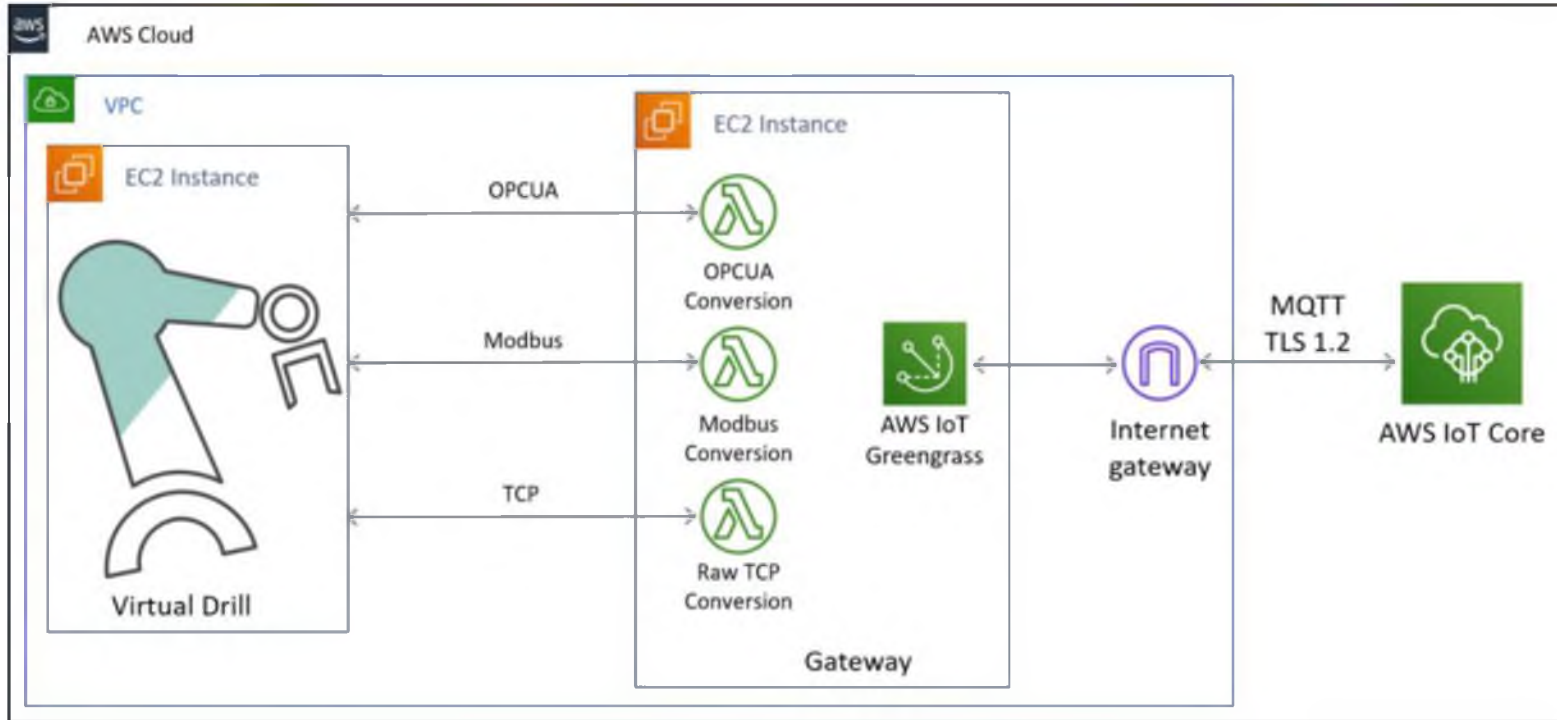 aws
AWS Cloud
VPC
EC2 Instance
Virtual Drill
OPCUA
Modbus
TCP
EC2 Instance
OPCUA
Conversion
Modbus
Conversion
Raw TCP
Conversion
AWS IoT
Greengrass
Gateway
Internet
gateway
MQTT
TLS 1.2
AWS IoT Core